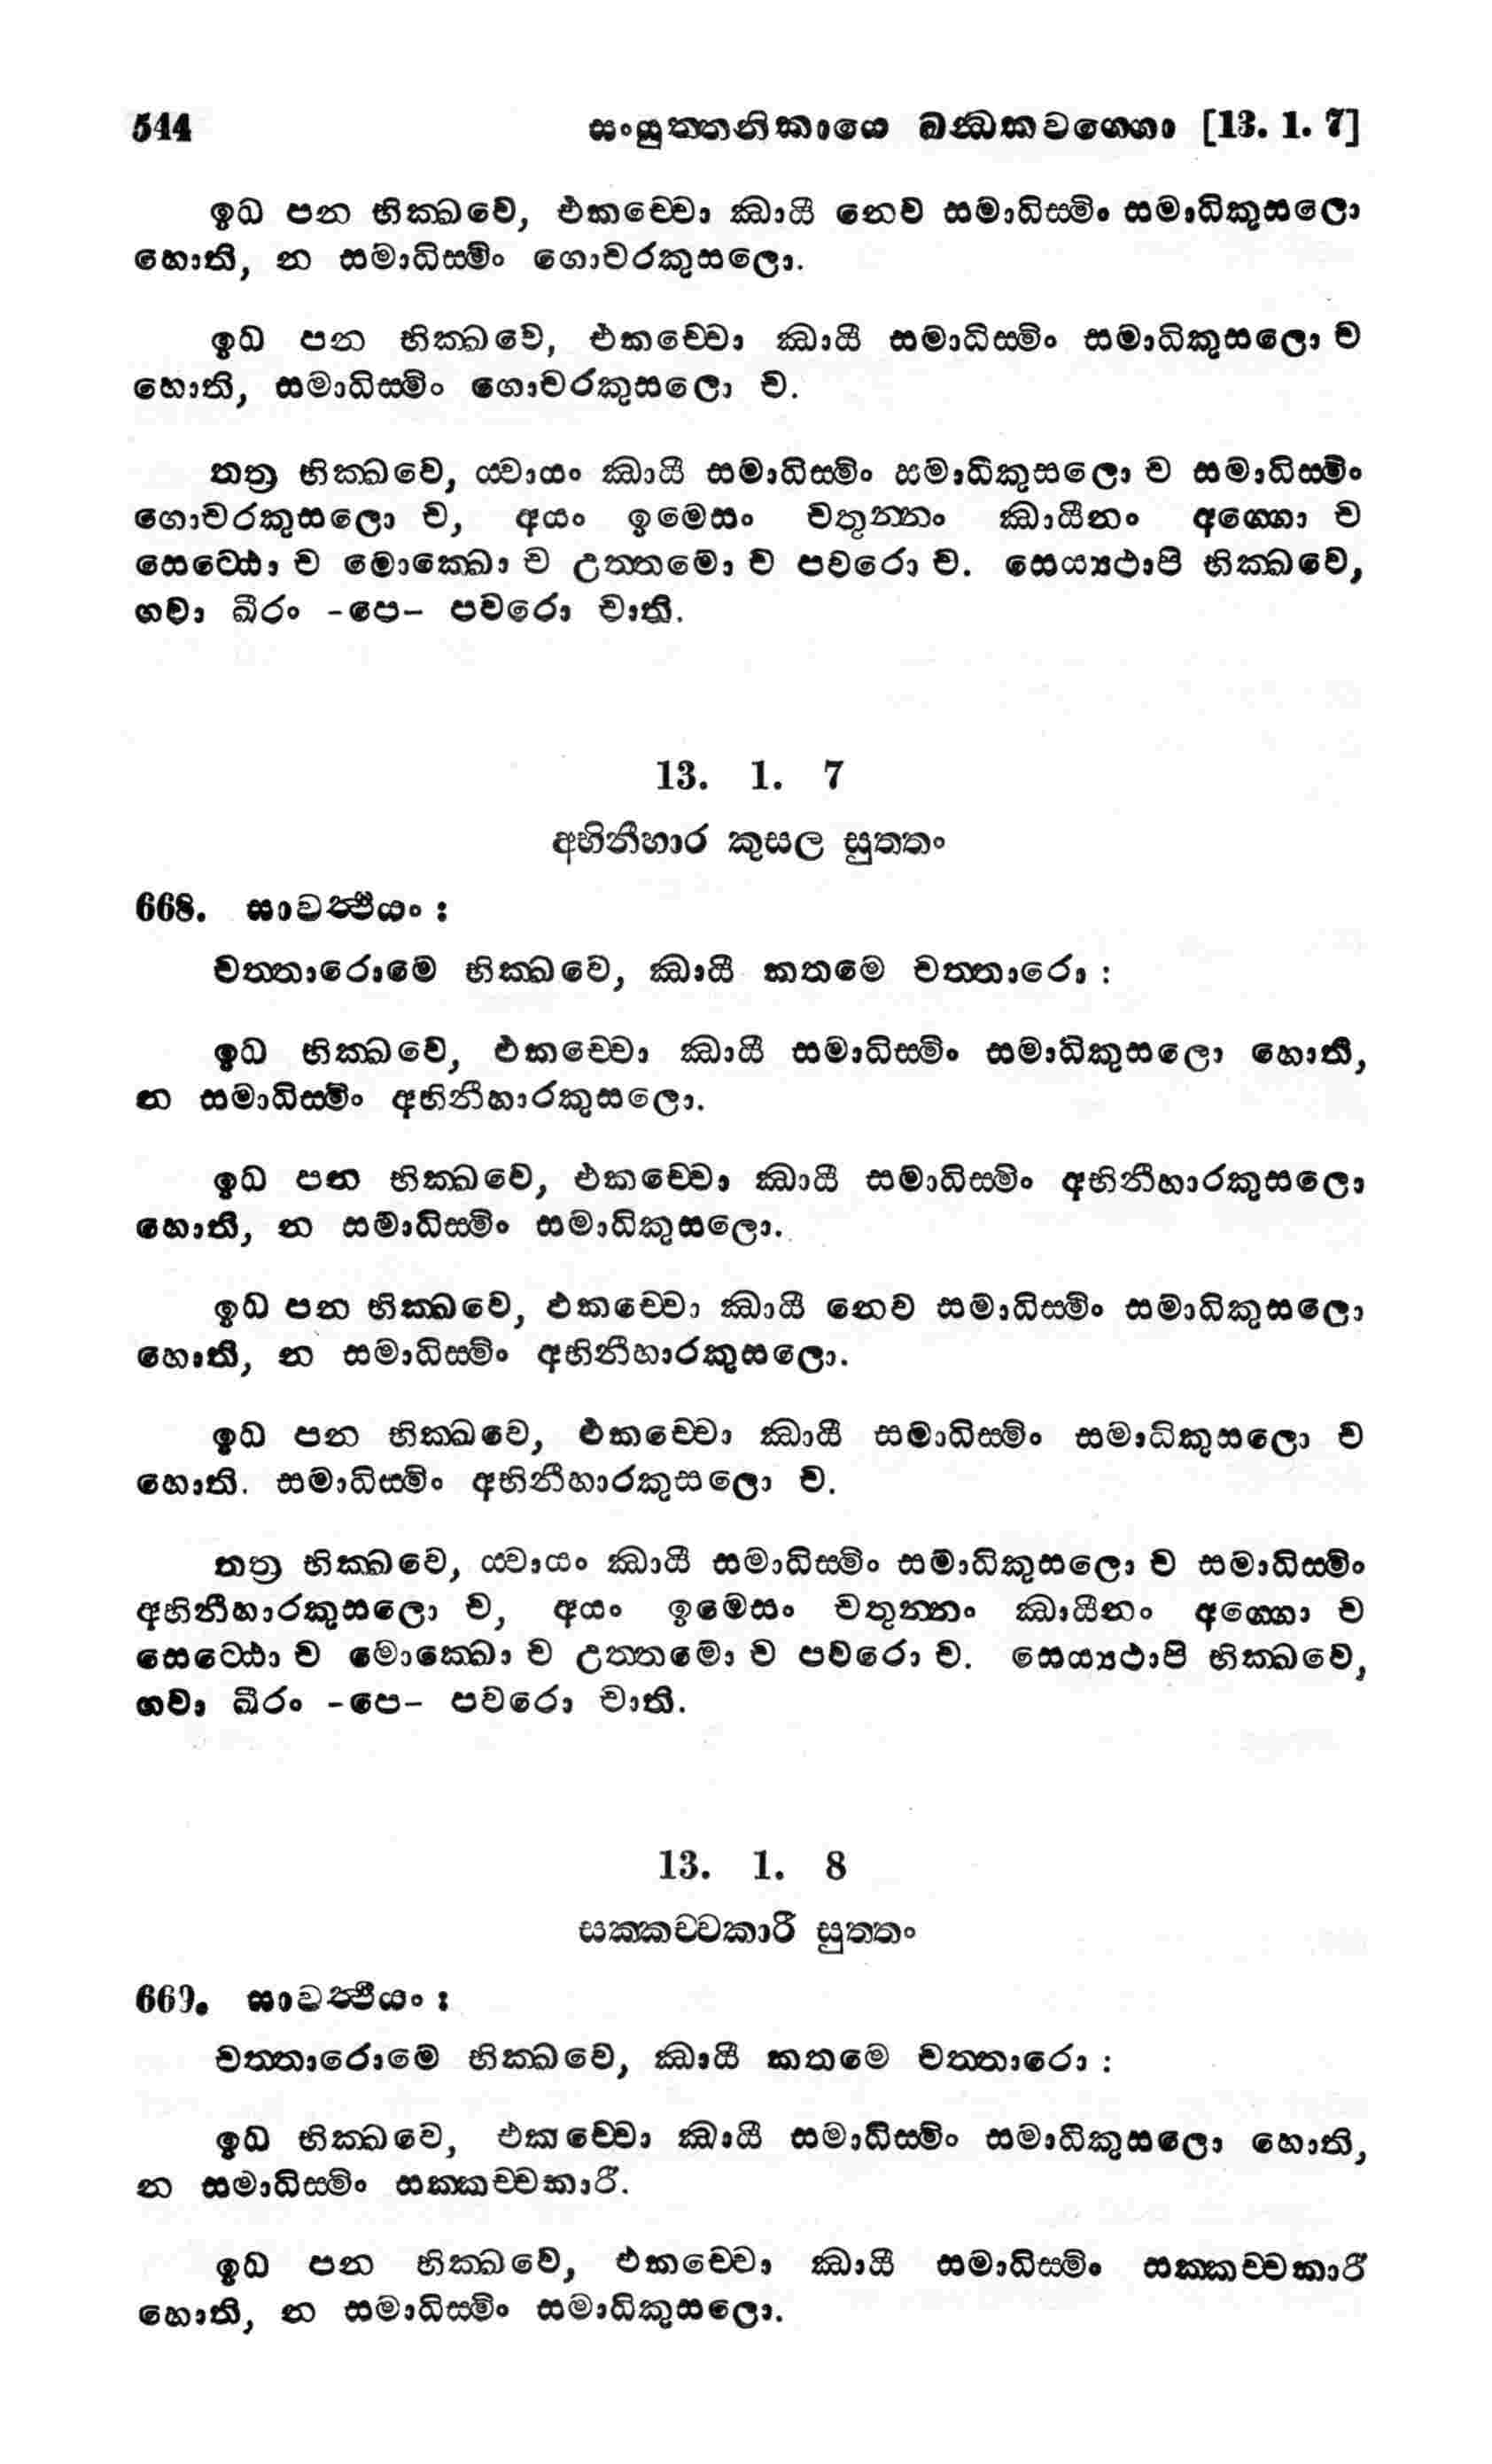 544 සංයුත්තනිකායෙ ඛන්ධකවග්ගො [13. 1. 7]
ඉධ පන භික්ඛවෙ, එකච්චො ඣායී නෙව සමාධිස්මිං සමාධිකුසලො
හොති, න සමාධිස්මිං ගොචරකුසලො.
ඉධ පන භික්ඛවෙ, එකච්චො ඣායී සමාධිස්මිං සමාධිකුසලො ච
හොති, සමාධිස්මිං ගොචරකුසලො ච.
තත්‍ර භික්ඛවෙ, ය්වායං ඣායී සමාධිස්මිං සමාධිකුසලො ච සමාධිස්මිං
ගොචරකුසලො ච, අයං ඉමෙසං චතුන්නං ඣායීනං අග්ගො ච
සෙට්ඨො ච මොක්ඛො ච උත්තමො ච පවරො ච. සෙය්‍යථාපි භික්ඛවෙ,
ගවා ඛීරං -පෙ- පවරො චාති.
13. 1. 7
අභිනීහාර කුසල සුත්තං
668. සාවත්ථියං :
චත්තාරොමෙ භික්ඛවෙ, ඣායී කතමෙ චත්තාරො :
ඉධ භික්ඛවෙ, එකච්චො ඣායී සමාධිස්මිං සමාධිකුසලො හොති,
න සමාධිස්මිං අභිනීහාරකුසලො.
ඉධ පන භික්ඛවෙ, එකච්චො ඣායී සමාධිස්මිං අභිනීහාරකුසලො
හොති, න සමාධිස්මිං සමාධිකුසලො.
ඉධ පන භික්ඛවෙ, එකච්චො ඣායී නෙව සමාධිස්මිං සමාධිකුසලො
හොති, න සමාධිස්මිං අභිනීහාරකුසලො.
ඉධ පන භික්ඛවෙ, එකච්චො ඣායී සමාධිස්මිං සමාධිකුසලො ච
හොති. සමාධිස්මිං අභිනීහාරකුසලො ච.
තත්‍ර භික්ඛවෙ, ය්වායං ඣායී සමාධිස්මිං සමාධිකුසලො ච සමාධිස්මිං
අභිනීහාරකුසලො ච, අයං ඉමෙසං චතුන්නං ඣායීනං අග්ගො ච
සෙට්ඨො ච මොක්ඛො ච උත්තමො ච පවරො ච. සෙය්‍යථාපි භික්ඛවෙ,
ගවා ඛීරං -පෙ- පවරො චාති.
13. 1. 8
සක්කච්චකාරී සුත්තං
669. සාවත්ථියං :
චත්තාරොමෙ භික්ඛවෙ, ඣායී කතමෙ චත්තාරො :
ඉධ භික්ඛවෙ, එකච්චො ඣායී සමාධිස්මිං සමාධිකුසලො හොති,
න සමාධිස්මිං සක්කච්චකාරී.
ඉධ පන භික්ඛවෙ, එකච්චො ඣායී සමාධිස්මිං සක්කච්චකාරී
හොති, න සමාධිස්මිං සමාධිකුසලො.